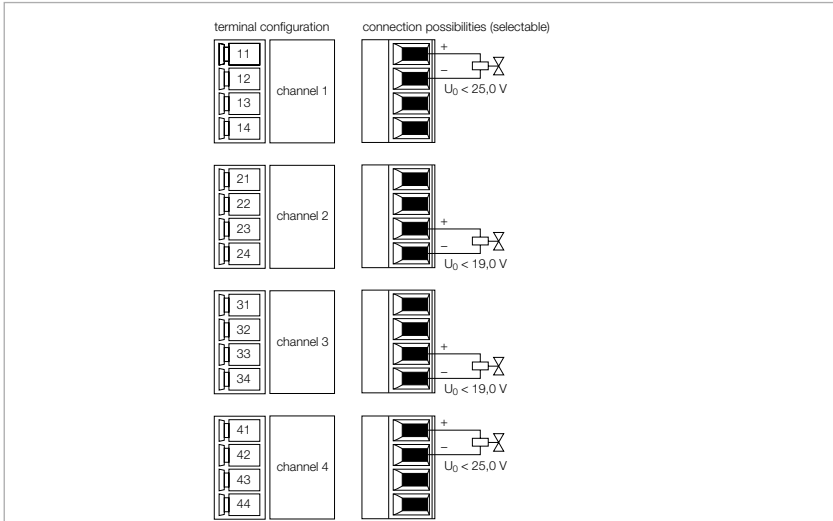 terminal configuration
connection possibilities (selectable)
11
12
13
14
channel 1
+
–
U₀ < 25,0 V
21
22
23
24
channel 2
+
–
U₀ < 19,0 V
31
32
33
34
channel 3
+
–
U₀ < 19,0 V
41
42
43
44
channel 4
+
–
U₀ < 25,0 V